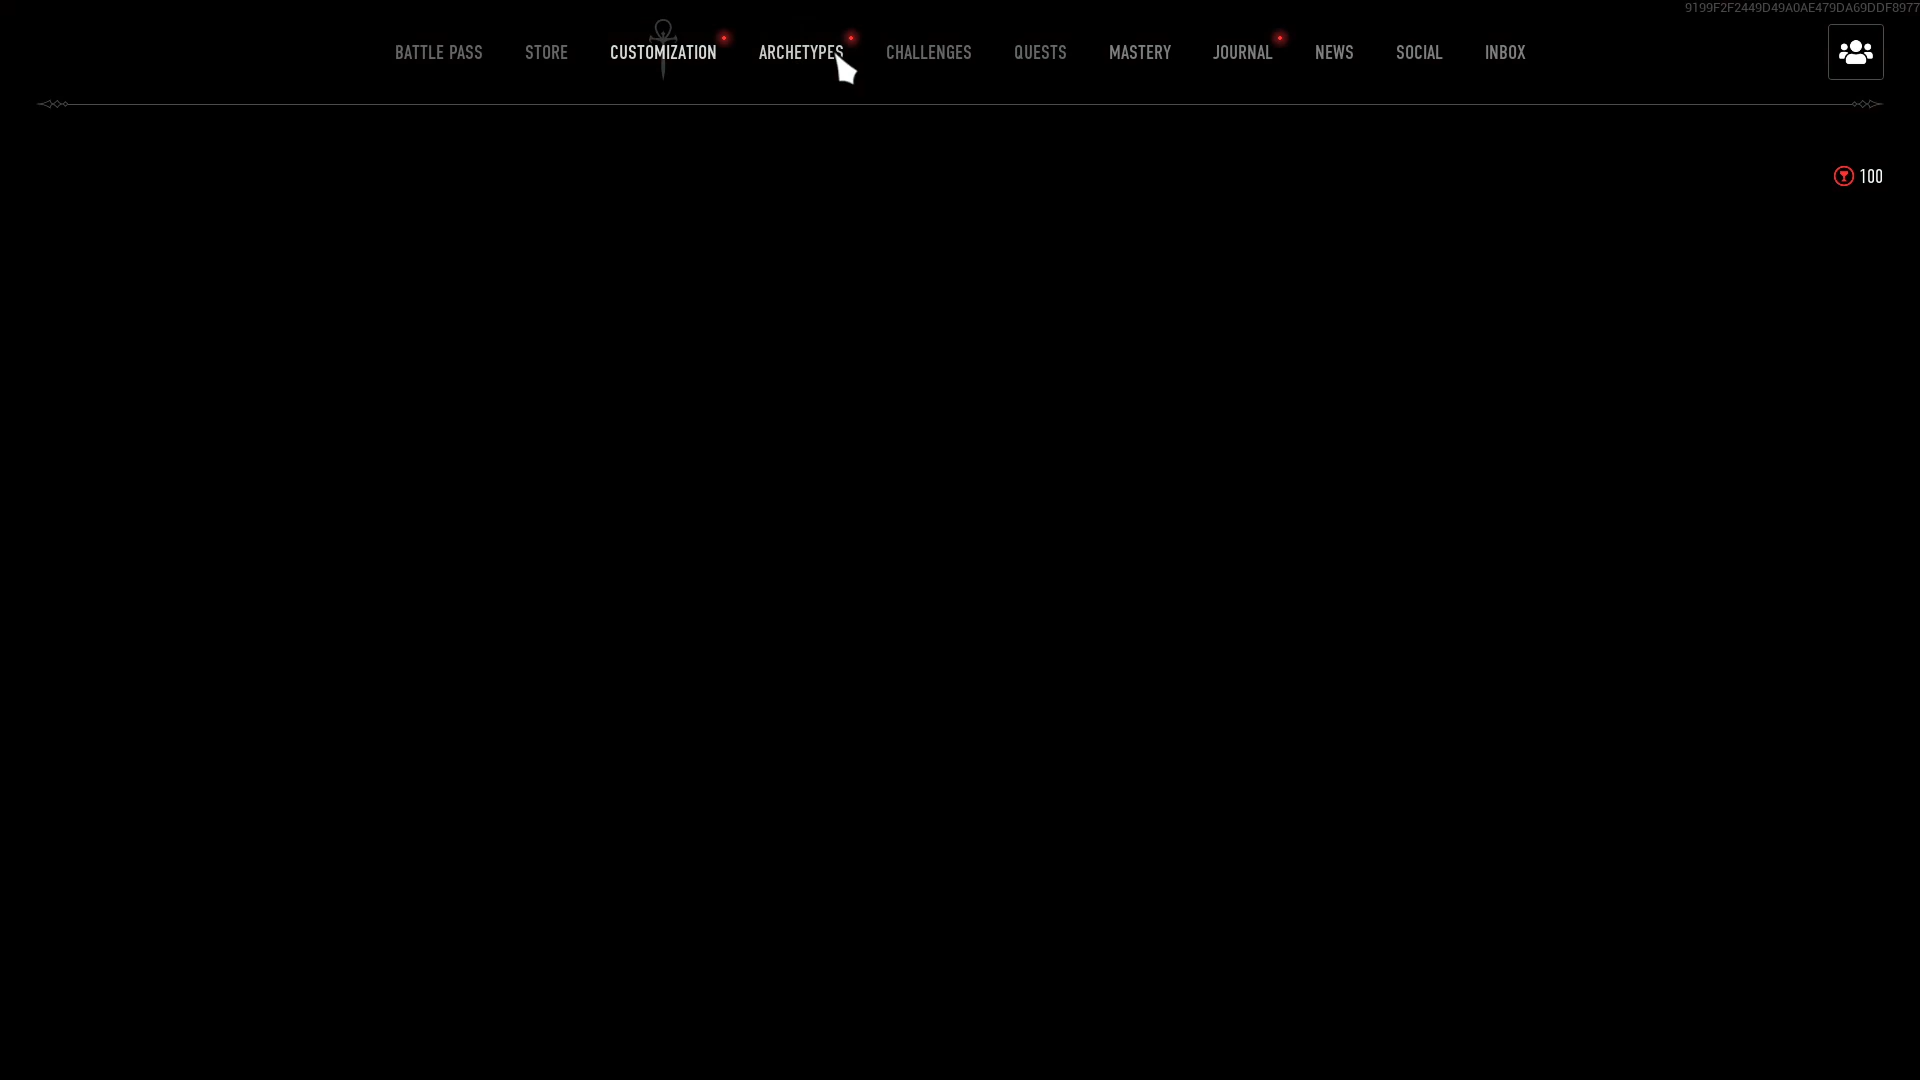 9199F2F2449D49A0AE479DA69DDF8977
BATTLE PASS STORE CUSTOMIZATION ARCHETYPES CHALLENGES QUESTS MASTERY JOURNAL NEWS SOCIAL INBOX
100